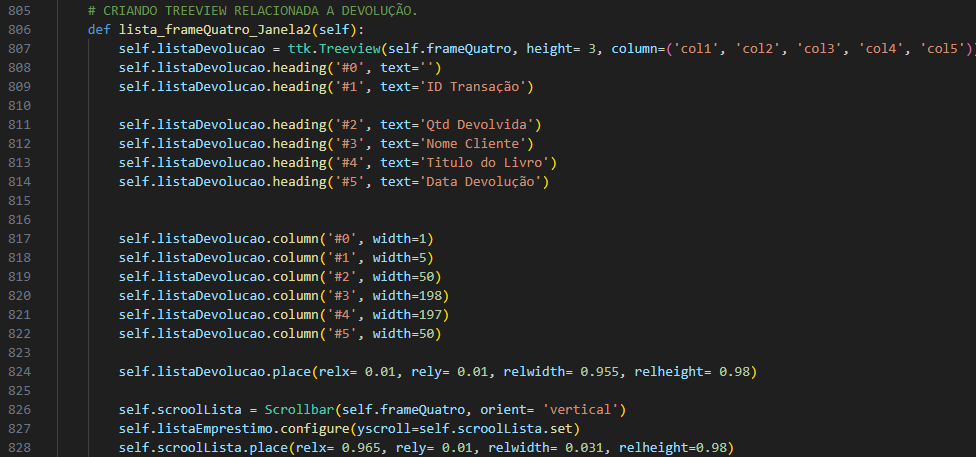 805 # CRIANDO TREEVIEW RELACIONADA A DEVOLUÇÃO.
806 def lista_frameQuatro_Janela2(self):
807 self.listaDevolucao = ttk.Treeview(self.frameQuatro, height= 3, column=('col1', 'col2', 'col3', 'col4', 'col5'))
808 self.listaDevolucao.heading('#0', text='')
809 self.listaDevolucao.heading('#1', text='ID Transação')
810
811 self.listaDevolucao.heading('#2', text='Qtd Devolvida')
812 self.listaDevolucao.heading('#3', text='Nome Cliente')
813 self.listaDevolucao.heading('#4', text='Titulo do Livro')
814 self.listaDevolucao.heading('#5', text='Data Devolução')
815
816
817 self.listaDevolucao.column('#0', width=1)
818 self.listaDevolucao.column('#1', width=5)
819 self.listaDevolucao.column('#2', width=50)
820 self.listaDevolucao.column('#3', width=198)
821 self.listaDevolucao.column('#4', width=197)
822 self.listaDevolucao.column('#5', width=50)
823
824 self.listaDevolucao.place(relx= 0.01, rely= 0.01, relwidth= 0.955, relheight= 0.98)
825
826 self.scroolLista = Scrollbar(self.frameQuatro, orient= 'vertical')
827 self.listaEmprestimo.configure(yscroll=self.scroolLista.set)
828 self.scroolLista.place(relx= 0.965, rely= 0.01, relwidth= 0.031, relheight=0.98)